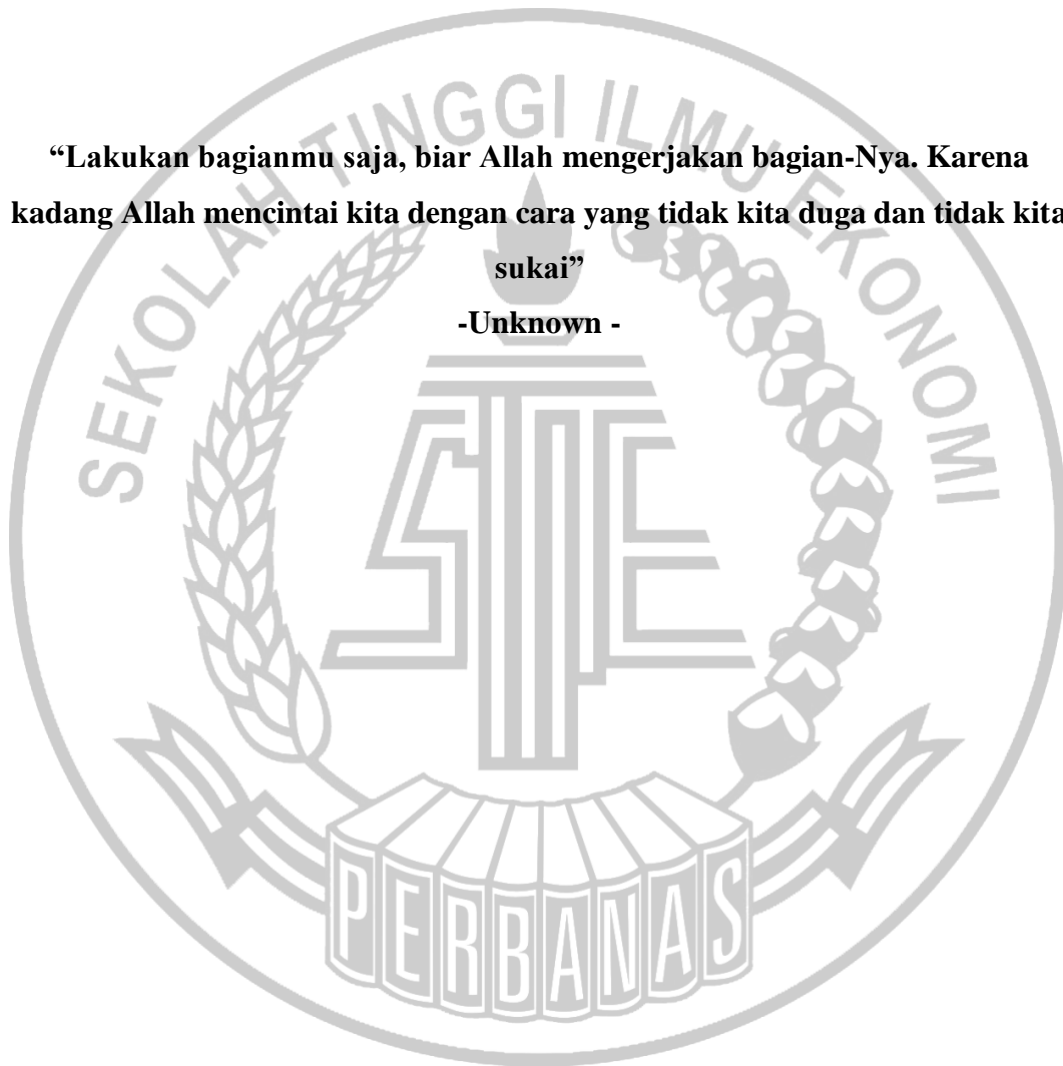 “Lakukan bagianmu saja, biar Allah mengerjakan bagian-Nya. Karena
kadang Allah mencintai kita dengan cara yang tidak kita duga dan tidak kita
sukai”
-Unknown -
SEKOLAH TINGGI ILMU EKONOMI
STIE
PERBANAS